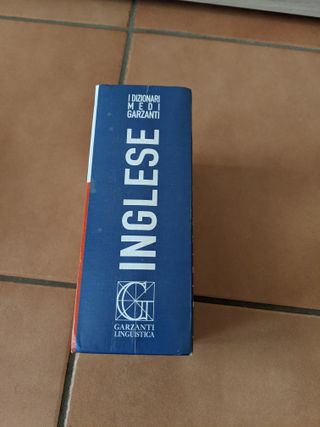 I DIZIONARI
MEDI
GARZANTI
INGLESE
GARZANTI
LINGUISTICA